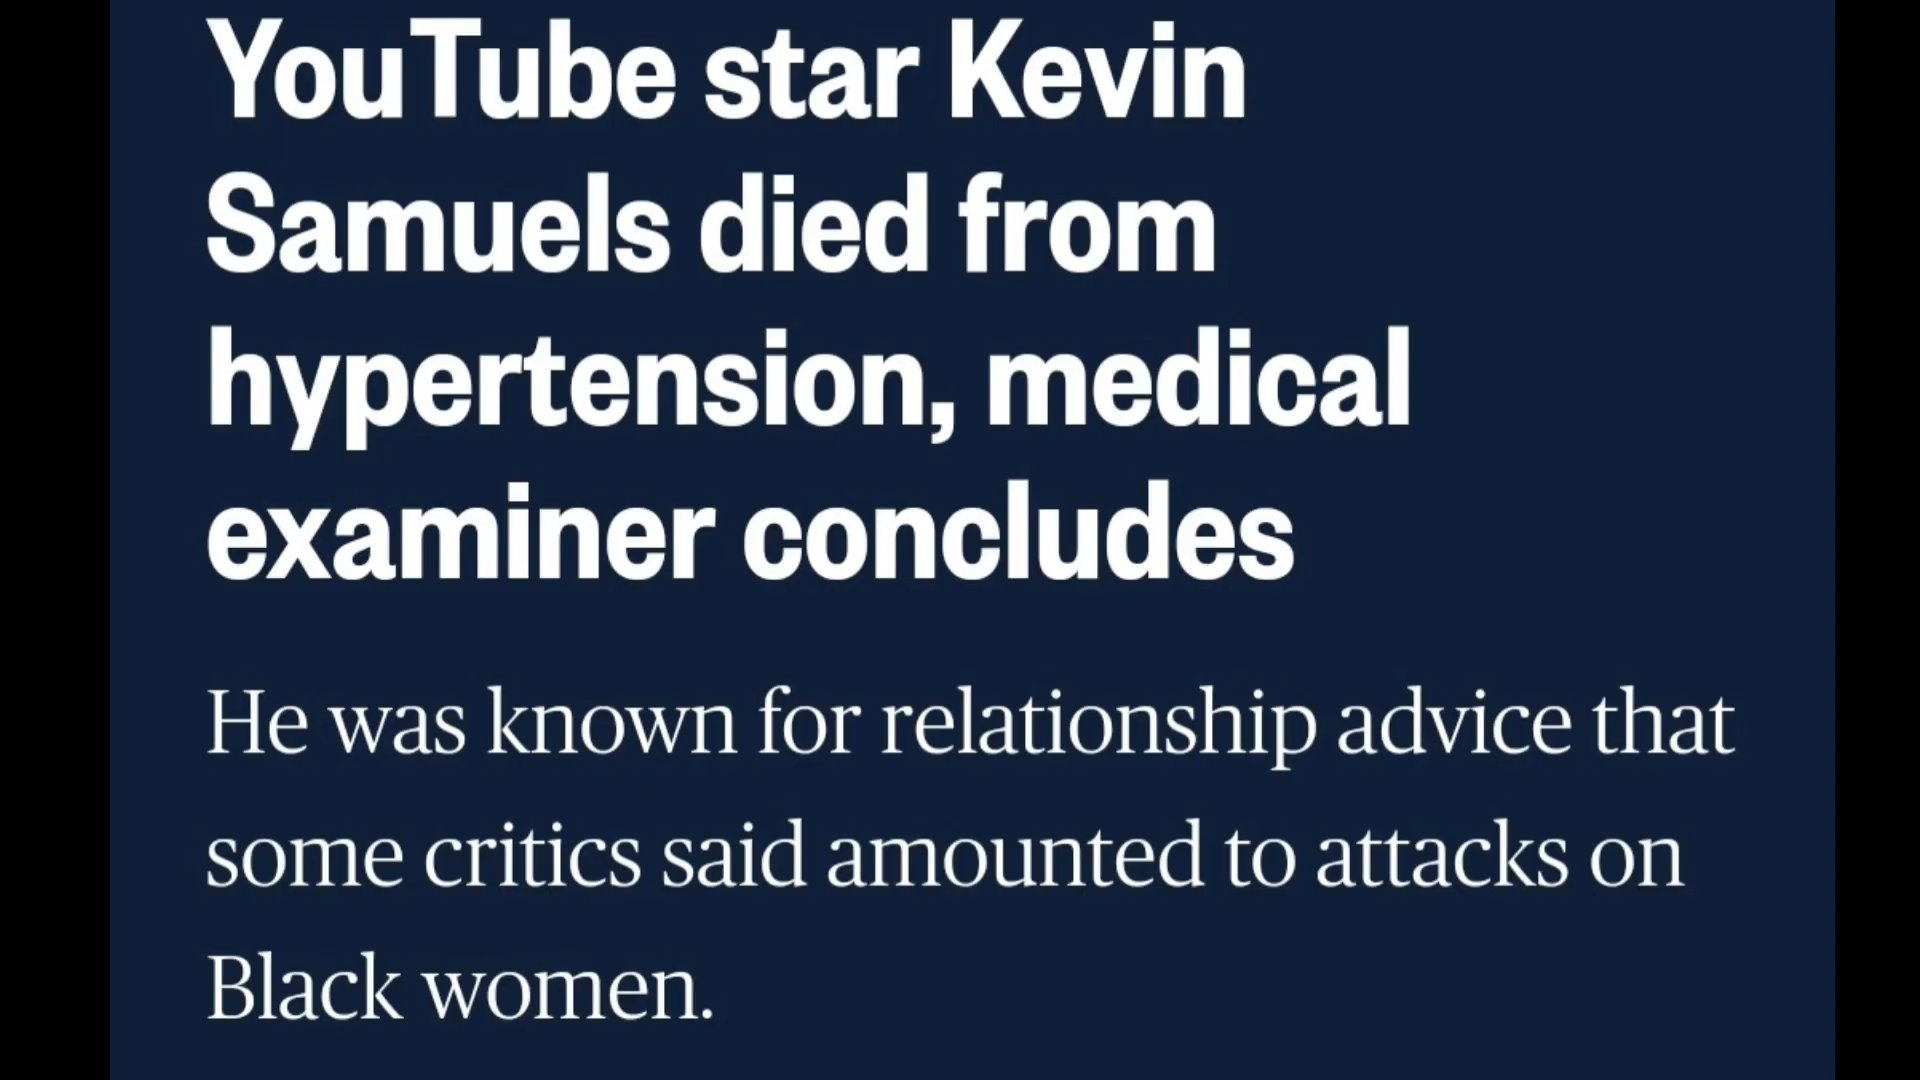 YouTube star Kevin
Samuels died from
hypertension, medical
examiner concludes
He was known for relationship advice that
some critics said amounted to attacks on
Black women.